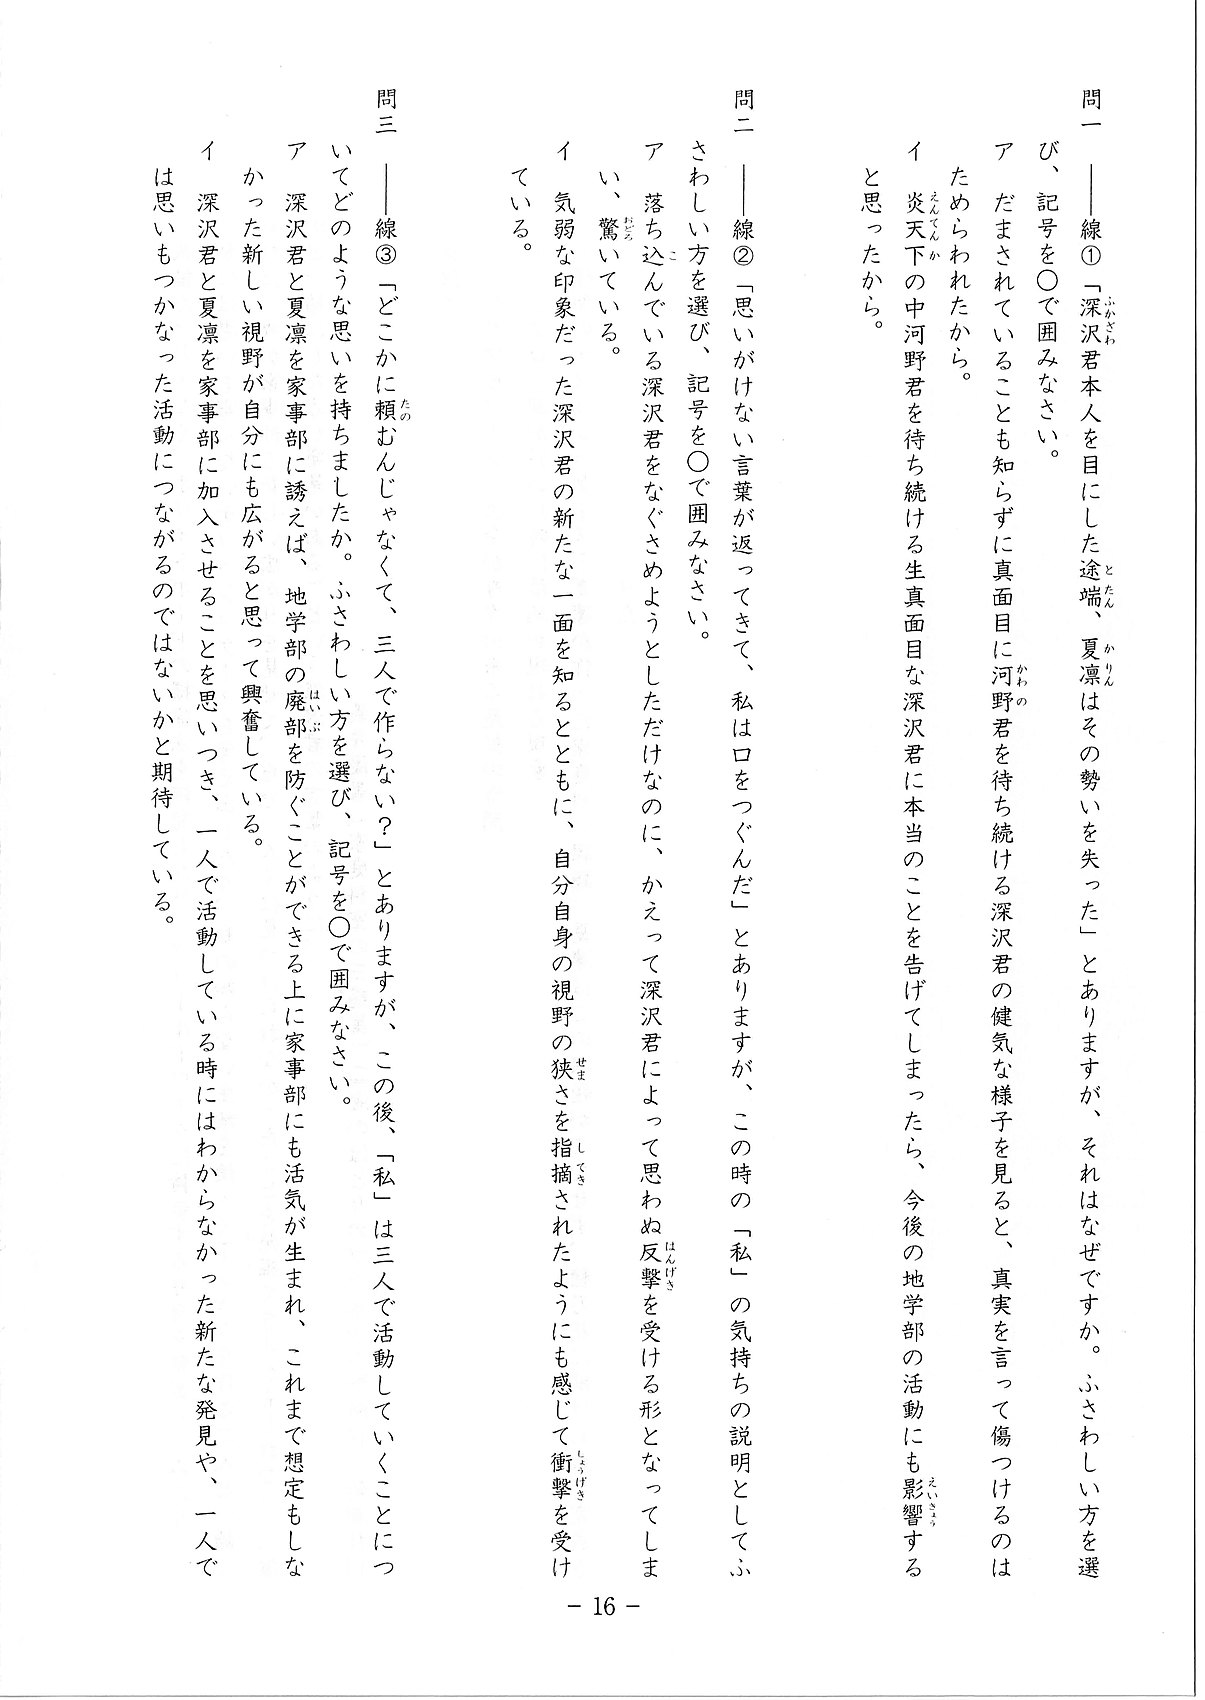 問一　――線①「深沢君本人を目にした途端、夏凛はその勢いを失った」とありますが、それはなぜですか。ふさわしい方を選
び、記号を〇で囲みなさい。
ア　だまされていることも知らずに真面目に河野君を待ち続ける深沢君の健気な様子を見ると、真実を言って傷つけるのは
ためらわれたから。
イ　炎天下の中河野君を待ち続ける生真面目な深沢君に本当のことを告げてしまったら、今後の地学部の活動にも影響する
と思ったから。
問二　――線②「思いがけない言葉が返ってきて、私は口をつぐんだ」とありますが、この時の「私」の気持ちの説明としてふ
さわしい方を選び、記号を〇で囲みなさい。
ア　落ち込んでいる深沢君をなぐさめようとしただけなのに、かえって深沢君によって思わぬ反撃を受ける形となってしま
い、驚いている。
イ　気弱な印象だった深沢君の新たな一面を知るとともに、自分自身の視野の狭さを指摘されたようにも感じて衝撃を受け
ている。
問三　――線③「どこかに頼むんじゃなくて、三人で作らない？」とありますが、この後、「私」は三人で活動していくことにつ
いてどのような思いを持ちましたか。ふさわしい方を選び、記号を〇で囲みなさい。
ア　深沢君と夏凛を家事部に誘えば、地学部の廃部を防ぐことができる上に家事部にも活気が生まれ、これまで想定もしな
かった新しい視野が自分にも広がると思って興奮している。
イ　深沢君と夏凛を家事部に加入させることを思いつき、一人で活動している時にはわからなかった新たな発見や、一人で
は思いもつかなった活動につながるのではないかと期待している。
－ 16 －